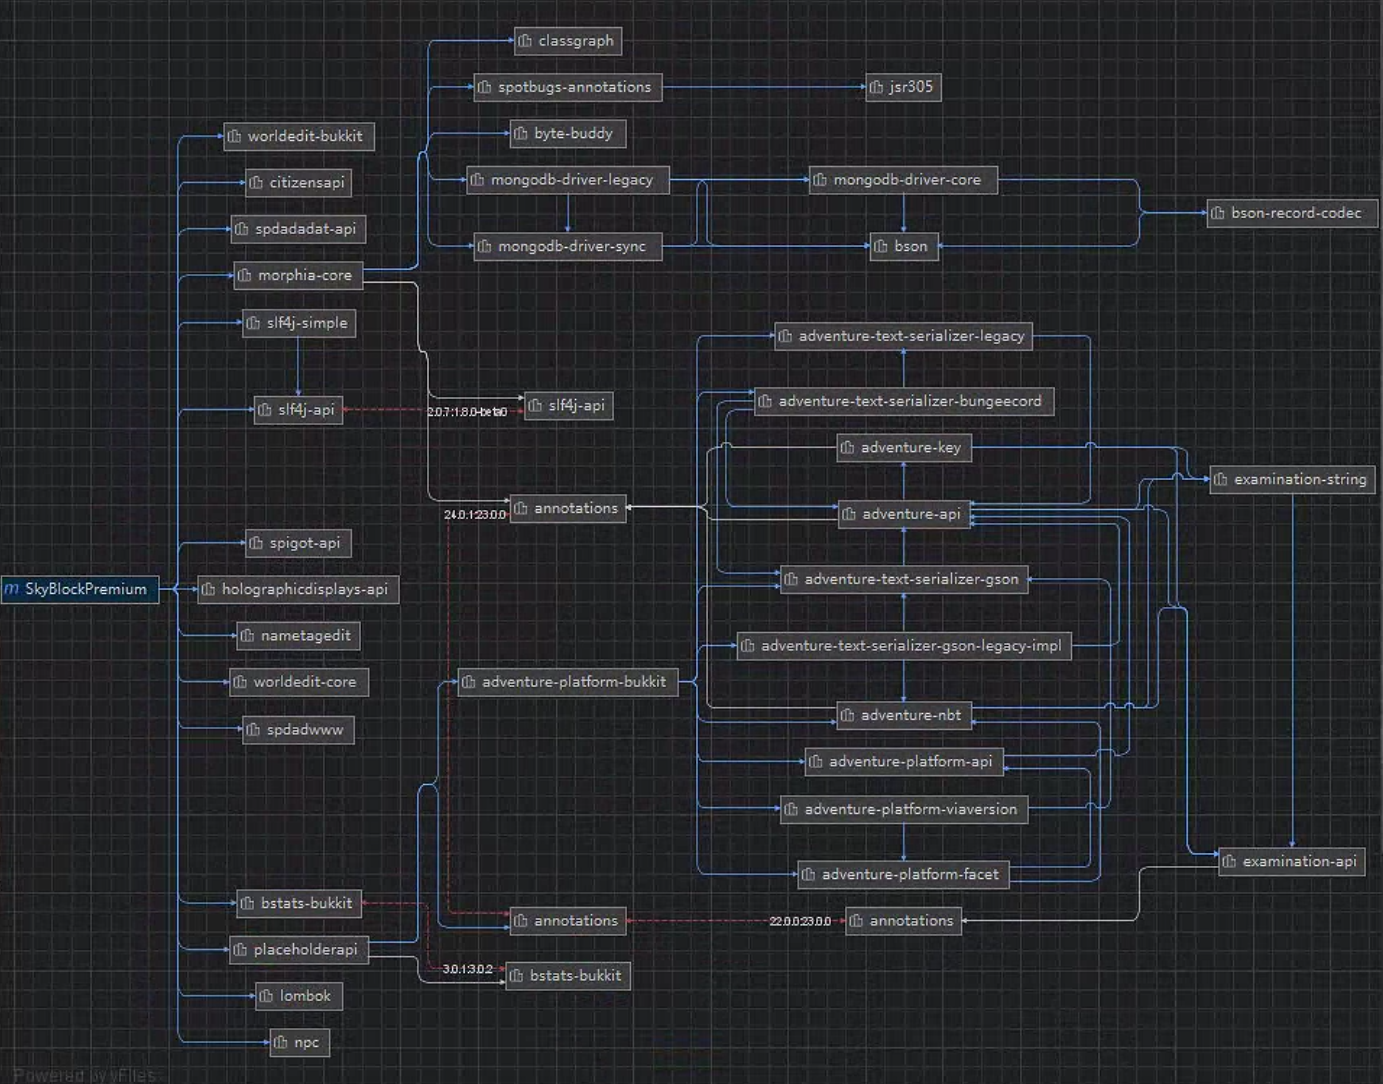 classgraph
spotbugs-annotations
jsr305
worldedit-bukkit
byte-buddy
citizensapi
mongodb-driver-legacy
mongodb-driver-core
bson-record-codec
spdadadat-api
mongodb-driver-sync
bson
morphia-core
slf4j-simple
adventure-text-serializer-legacy
adventure-text-serializer-bungeecord
slf4j-api
2.0.7:1.8.0-beta0
slf4j-api
adventure-key
examination-string
annotations
24.0.1:23.0.0
adventure-api
spigot-api
adventure-text-serializer-gson
m SkyBlockPremium
holographicdisplays-api
nametagedit
adventure-text-serializer-gson-legacy-impl
worldedit-core
adventure-platform-bukkit
adventure-nbt
spdadwww
adventure-platform-api
adventure-platform-viaversion
examination-api
adventure-platform-facet
bstats-bukkit
annotations
22.0.0:23.0.0
annotations
placeholderapi
3.0.1:3.0.2
bstats-bukkit
lombok
npc
Powered by yFiles